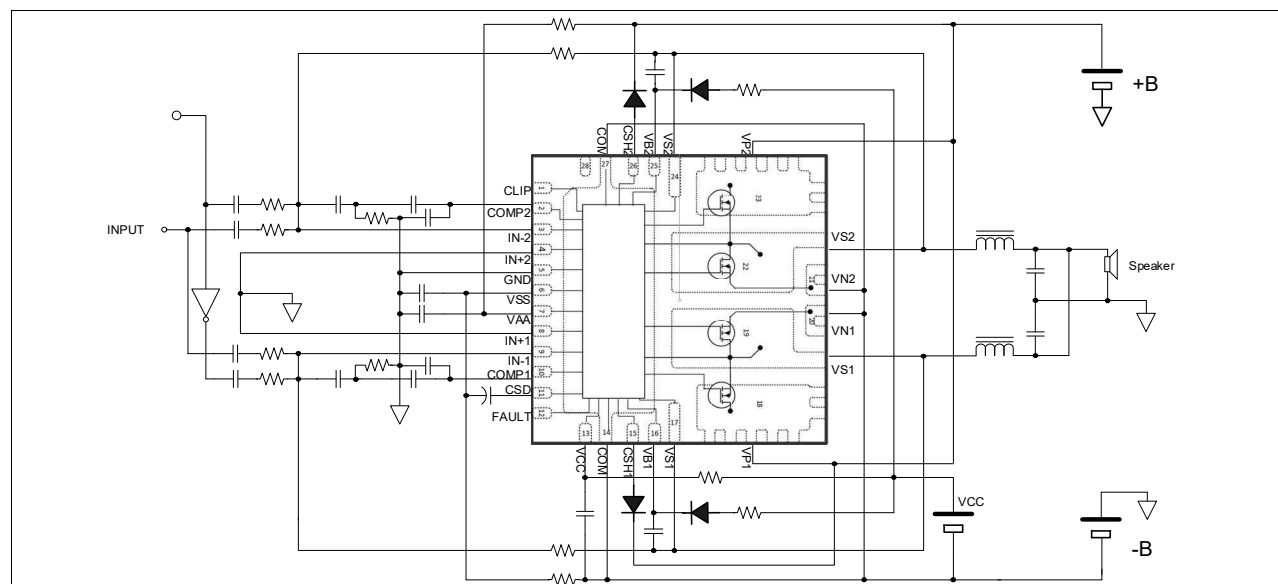 +B
COM
CSH2
VB2
VS2
VP2
28
27
26
25
24
23
CLIP
1
COMP2
2
INPUT
3
IN-2
4
IN+2
5
GND
6
VSS
7
VAA
8
IN+1
9
IN-1
10
COMP1
11
CSD
12
FAULT
VS2
22
21
VN2
20
VN1
19
VS1
18
Speaker
13
14
15
16
17
VCC
COM
CSH1
VB1
VS1
VP1
VCC
-B